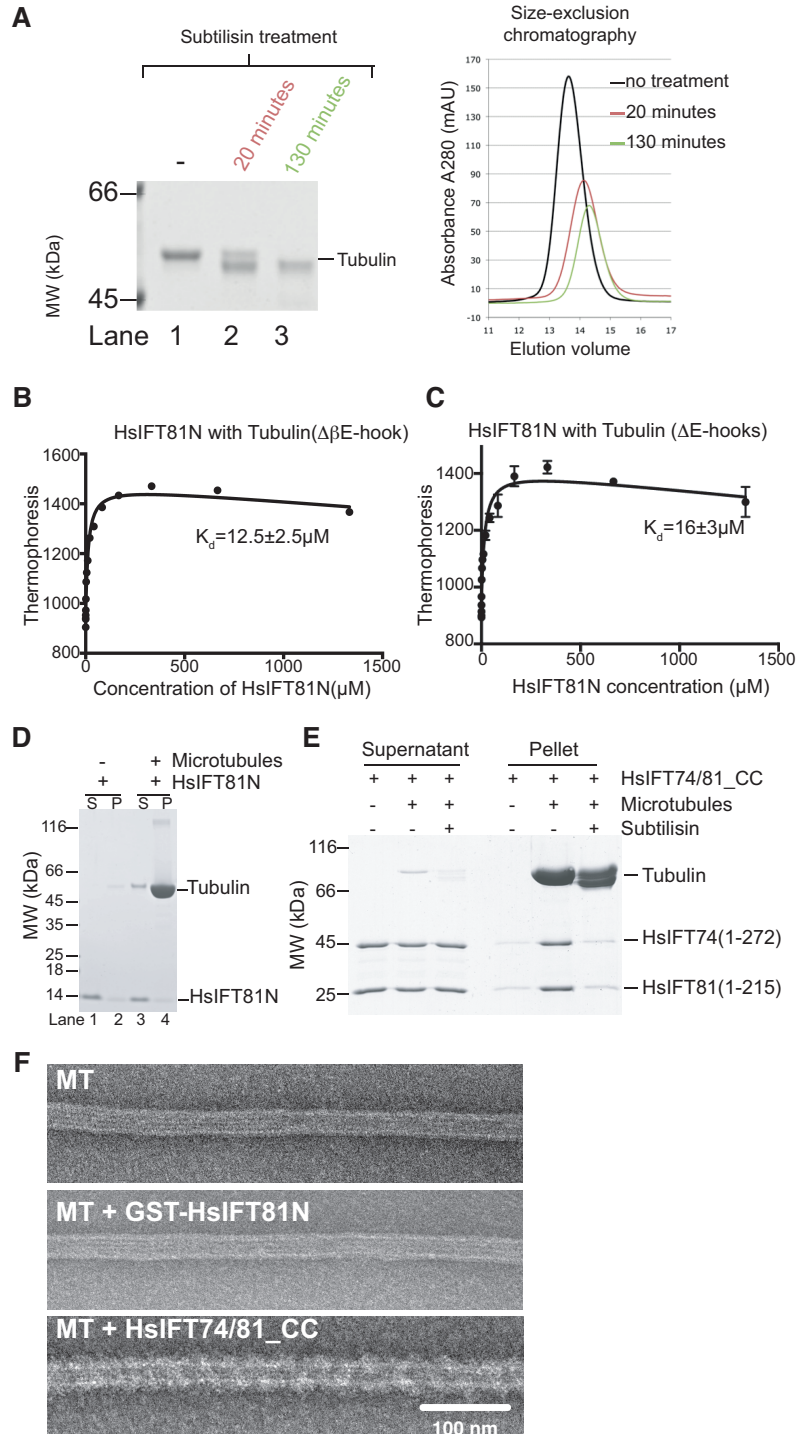 A
Subtilisin treatment
-
20 minutes
130 minutes
66
45
MW (kDa)
Tubulin
Lane 1 2 3
Size-exclusion
chromatography
170
150
130
110
90
70
50
30
10
-10
Absorbance A280 (mAU)
no treatment
20 minutes
130 minutes
11 12 13 14 15 16 17
Elution volume
B
HsIFT81N with Tubulin(ΔβE-hook)
1600
1400
1200
1000
800
Thermophoresis
Kd=12.5±2.5μM
0 500 1000 1500
Concentration of HsIFT81N(μM)
C
HsIFT81N with Tubulin (ΔE-hooks)
1400
1200
1000
800
Thermophoresis
Kd=16±3μM
0 500 1000 1500
HsIFT81N concentration (μM)
D
- + Microtubules
+ + HsIFT81N
S P S P
116
66
45
35
25
18
14
MW (kDa)
Tubulin
HsIFT81N
Lane 1 2 3 4
E
Supernatant Pellet
+ + + + + + HsIFT74/81_CC
- + + - + + Microtubules
- - + - - + Subtilisin
116
66
45
25
MW (kDa)
Tubulin
HsIFT74(1-272)
HsIFT81(1-215)
F
MT
MT + GST-HsIFT81N
MT + HsIFT74/81_CC
100 nm